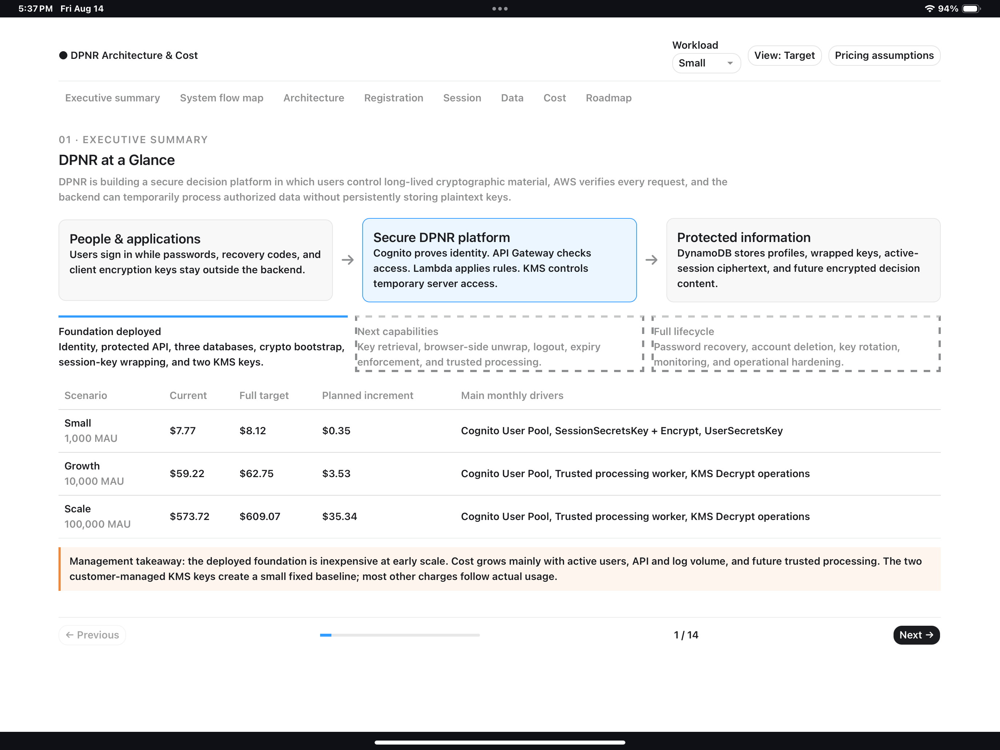 5:37 PM Fri Aug 14
94%
DPNR Architecture & Cost
Workload
Small
View: Target
Pricing assumptions
Executive summary
System flow map
Architecture
Registration
Session
Data
Cost
Roadmap
01 · EXECUTIVE SUMMARY
DPNR at a Glance
DPNR is building a secure decision platform in which users control long-lived cryptographic material, AWS verifies every request, and the
backend can temporarily process authorized data without persistently storing plaintext keys.
People & applications
Users sign in while passwords, recovery codes, and
client encryption keys stay outside the backend.
→
Secure DPNR platform
Cognito proves identity. API Gateway checks
access. Lambda applies rules. KMS controls
temporary server access.
→
Protected information
DynamoDB stores profiles, wrapped keys, active-
session ciphertext, and future encrypted decision
content.
Foundation deployed
Identity, protected API, three databases, crypto bootstrap,
session-key wrapping, and two KMS keys.
Next capabilities
Key retrieval, browser-side unwrap, logout, expiry
enforcement, and trusted processing.
Full lifecycle
Password recovery, account deletion, key rotation,
monitoring, and operational hardening.
Scenario Current Full target Planned increment Main monthly drivers
Small
1,000 MAU
$7.77 $8.12 $0.35 Cognito User Pool, SessionSecretsKey + Encrypt, UserSecretsKey
Growth
10,000 MAU
$59.22 $62.75 $3.53 Cognito User Pool, Trusted processing worker, KMS Decrypt operations
Scale
100,000 MAU
$573.72 $609.07 $35.34 Cognito User Pool, Trusted processing worker, KMS Decrypt operations
Management takeaway: the deployed foundation is inexpensive at early scale. Cost grows mainly with active users, API and log volume, and future trusted processing. The two
customer-managed KMS keys create a small fixed baseline; most other charges follow actual usage.
← Previous
1 / 14
Next →